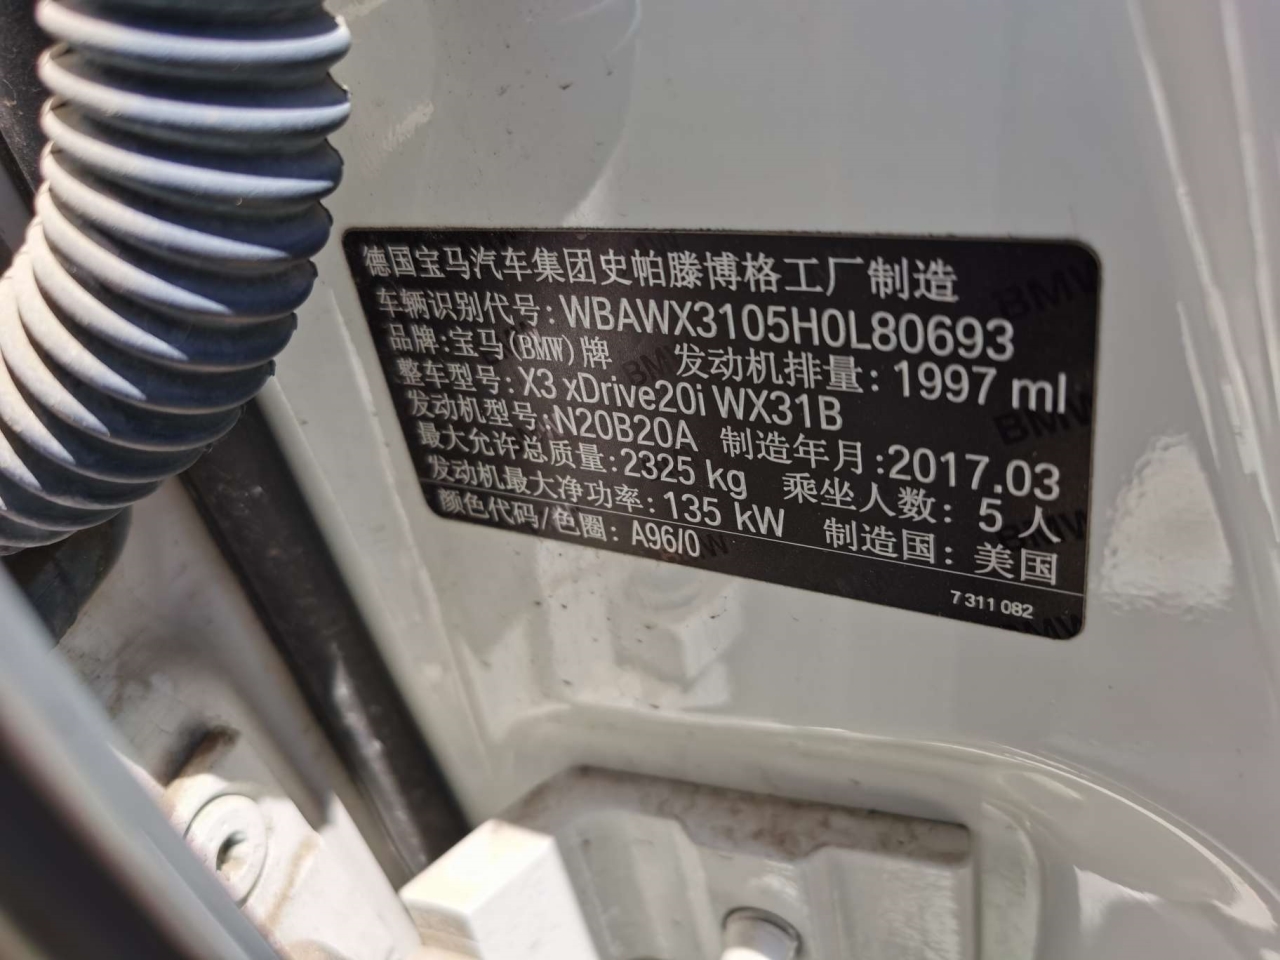 德国宝马汽车集团史帕滕博格工厂制造
车辆识别代号: WBAWX3105H0L80693
品牌: 宝马(BMW)牌 发动机排量: 1997 ml
整车型号: X3 xDrive20i WX31B
发动机型号: N20B20A 制造年月: 2017.03
最大允许总质量: 2325 kg 乘坐人数: 5 人
发动机最大净功率: 135 kW 制造国: 美国
颜色代码/色圈: A96/0
7 311 082